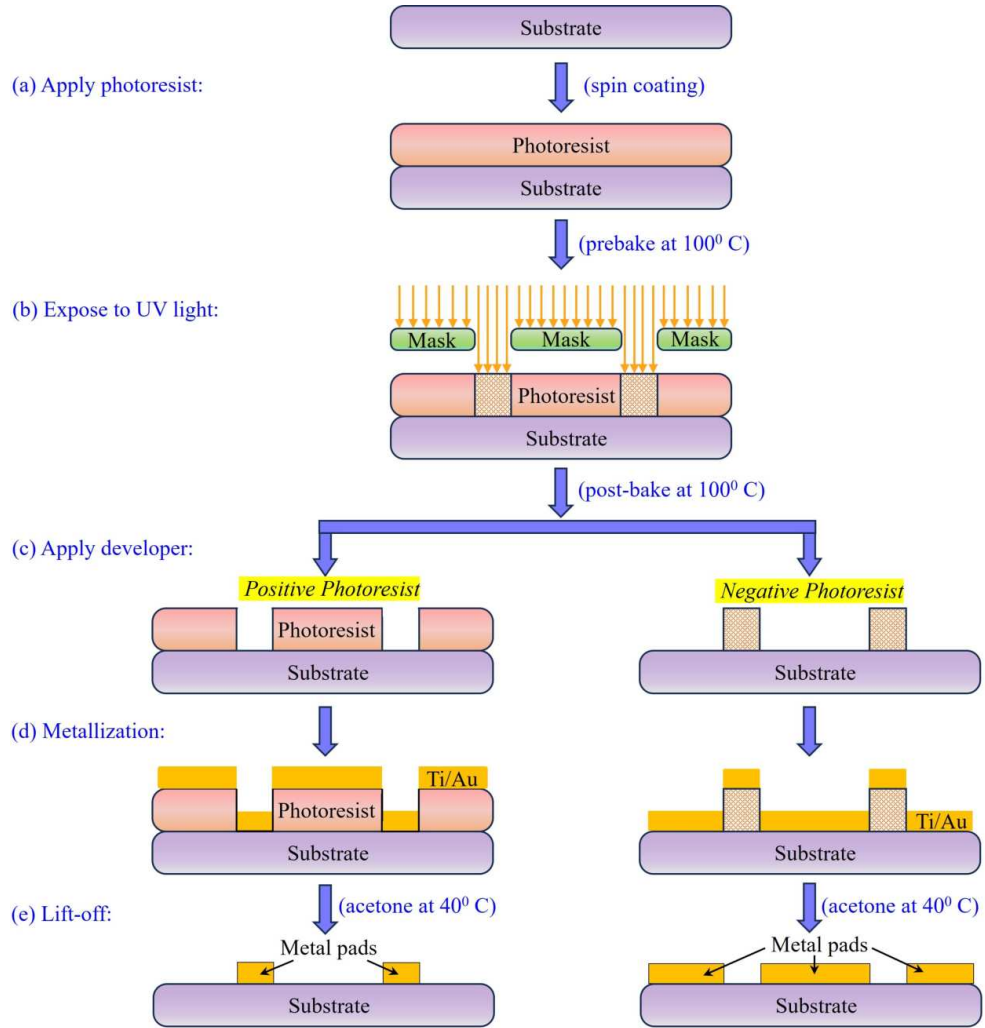 Substrate
(a) Apply photoresist:
(spin coating)
Photoresist
Substrate
(prebake at 100⁰ C)
(b) Expose to UV light:
Mask Mask Mask
Photoresist
Substrate
(post-bake at 100⁰ C)
(c) Apply developer:
Positive Photoresist
Negative Photoresist
Photoresist
Substrate
Substrate
(d) Metallization:
Ti/Au
Photoresist
Ti/Au
Substrate
Substrate
(e) Lift-off:
(acetone at 40⁰ C)
(acetone at 40⁰ C)
Metal pads
Metal pads
Substrate
Substrate